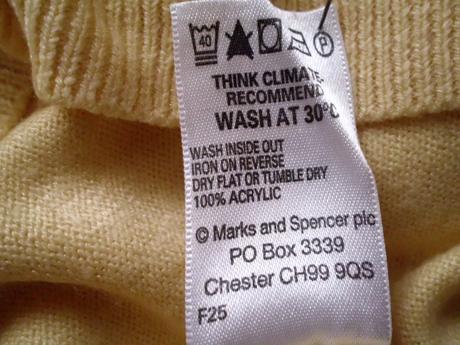 40 P
THINK CLIMATE-
RECOMMEND
WASH AT 30°C
WASH INSIDE OUT
IRON ON REVERSE
DRY FLAT OR TUMBLE DRY
100% ACRYLIC
© Marks and Spencer plc
PO Box 3339
Chester CH99 9QS
F25